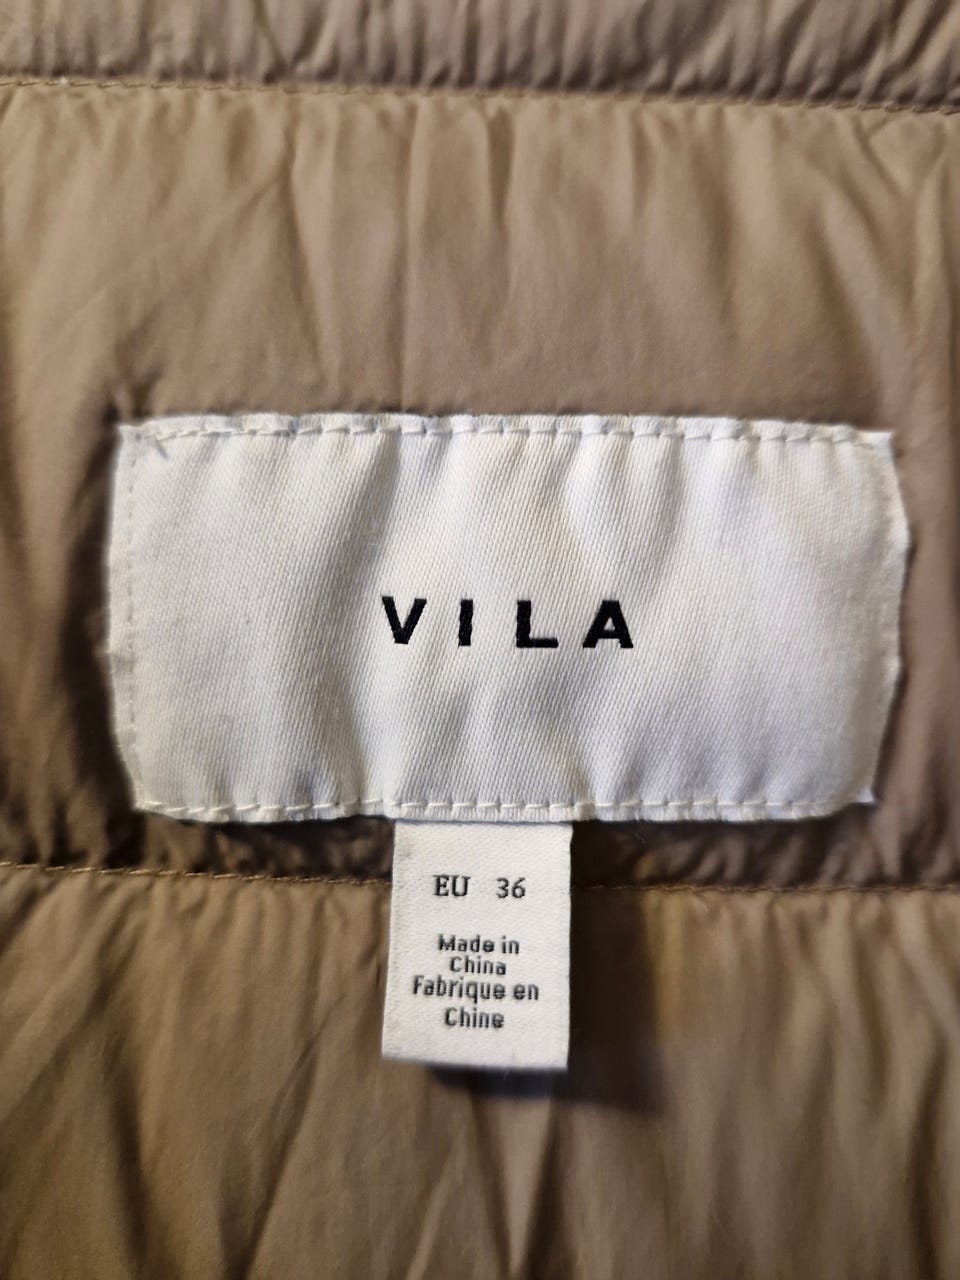 VILA
EU 36
Made in
China
Fabrique en
Chine